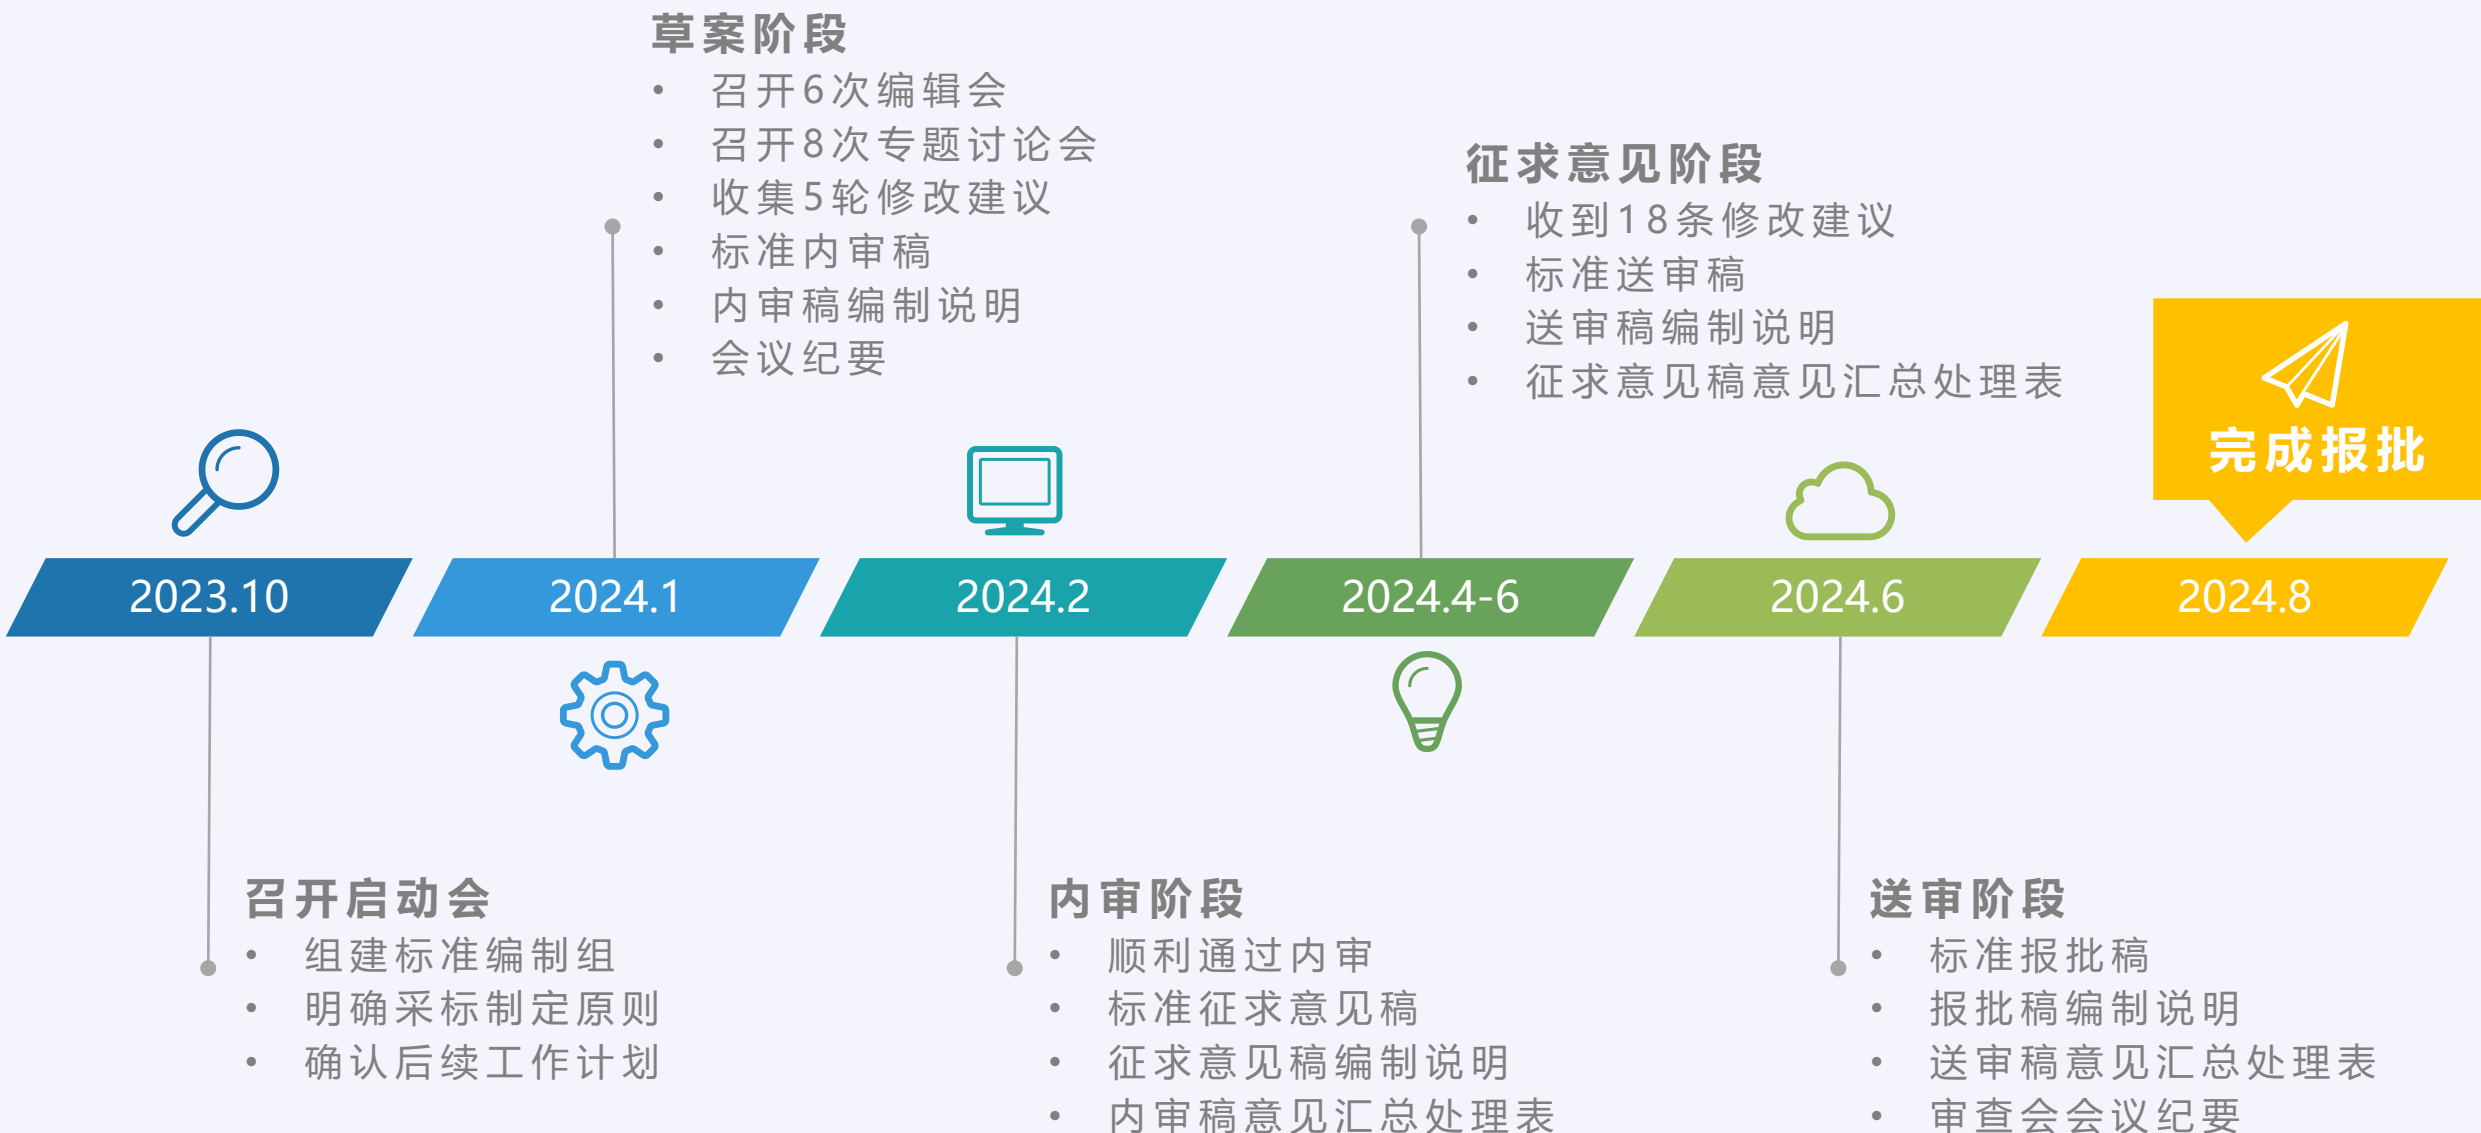 草案阶段
• 召开6次编辑会
• 召开8次专题讨论会
• 收集5轮修改建议
• 标准内审稿
• 内审稿编制说明
• 会议纪要
征求意见阶段
• 收到18条修改建议
• 标准送审稿
• 送审稿编制说明
• 征求意见稿意见汇总处理表
完成报批
2023.10
2024.1
2024.2
2024.4-6
2024.6
2024.8
召开启动会
• 组建标准编制组
• 明确采标制定原则
• 确认后续工作计划
内审阶段
• 顺利通过内审
• 标准征求意见稿
• 征求意见稿编制说明
• 内审稿意见汇总处理表
送审阶段
• 标准报批稿
• 报批稿编制说明
• 送审稿意见汇总处理表
• 审查会会议纪要